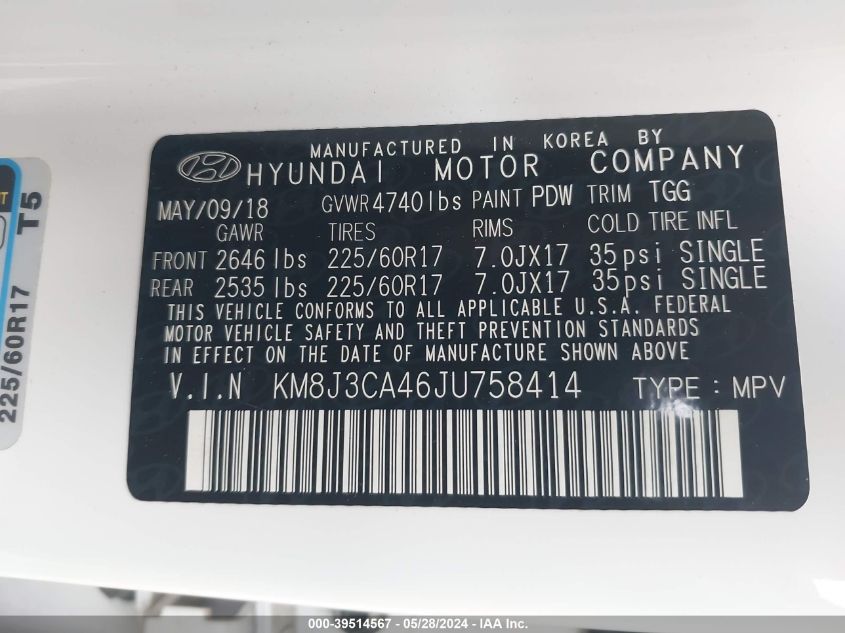 MANUFACTURED IN KOREA BY
HYUNDAI MOTOR COMPANY
MAY/09/18 GVWR 4740lbs PAINT PDW TRIM TGG
GAWR TIRES RIMS COLD TIRE INFL
FRONT 2646 lbs 225/60R17 7.0JX17 35psi SINGLE
REAR 2535 lbs 225/60R17 7.0JX17 35psi SINGLE
THIS VEHICLE CONFORMS TO ALL APPLICABLE U.S.A. FEDERAL
MOTOR VEHICLE SAFETY AND THEFT PREVENTION STANDARDS
IN EFFECT ON THE DATE OF MANUFACTURE SHOWN ABOVE
V.I.N KM8J3CA46JU758414 TYPE : MPV
225/60R17 T5
000-39514567 - 05/28/2024 - IAA Inc.